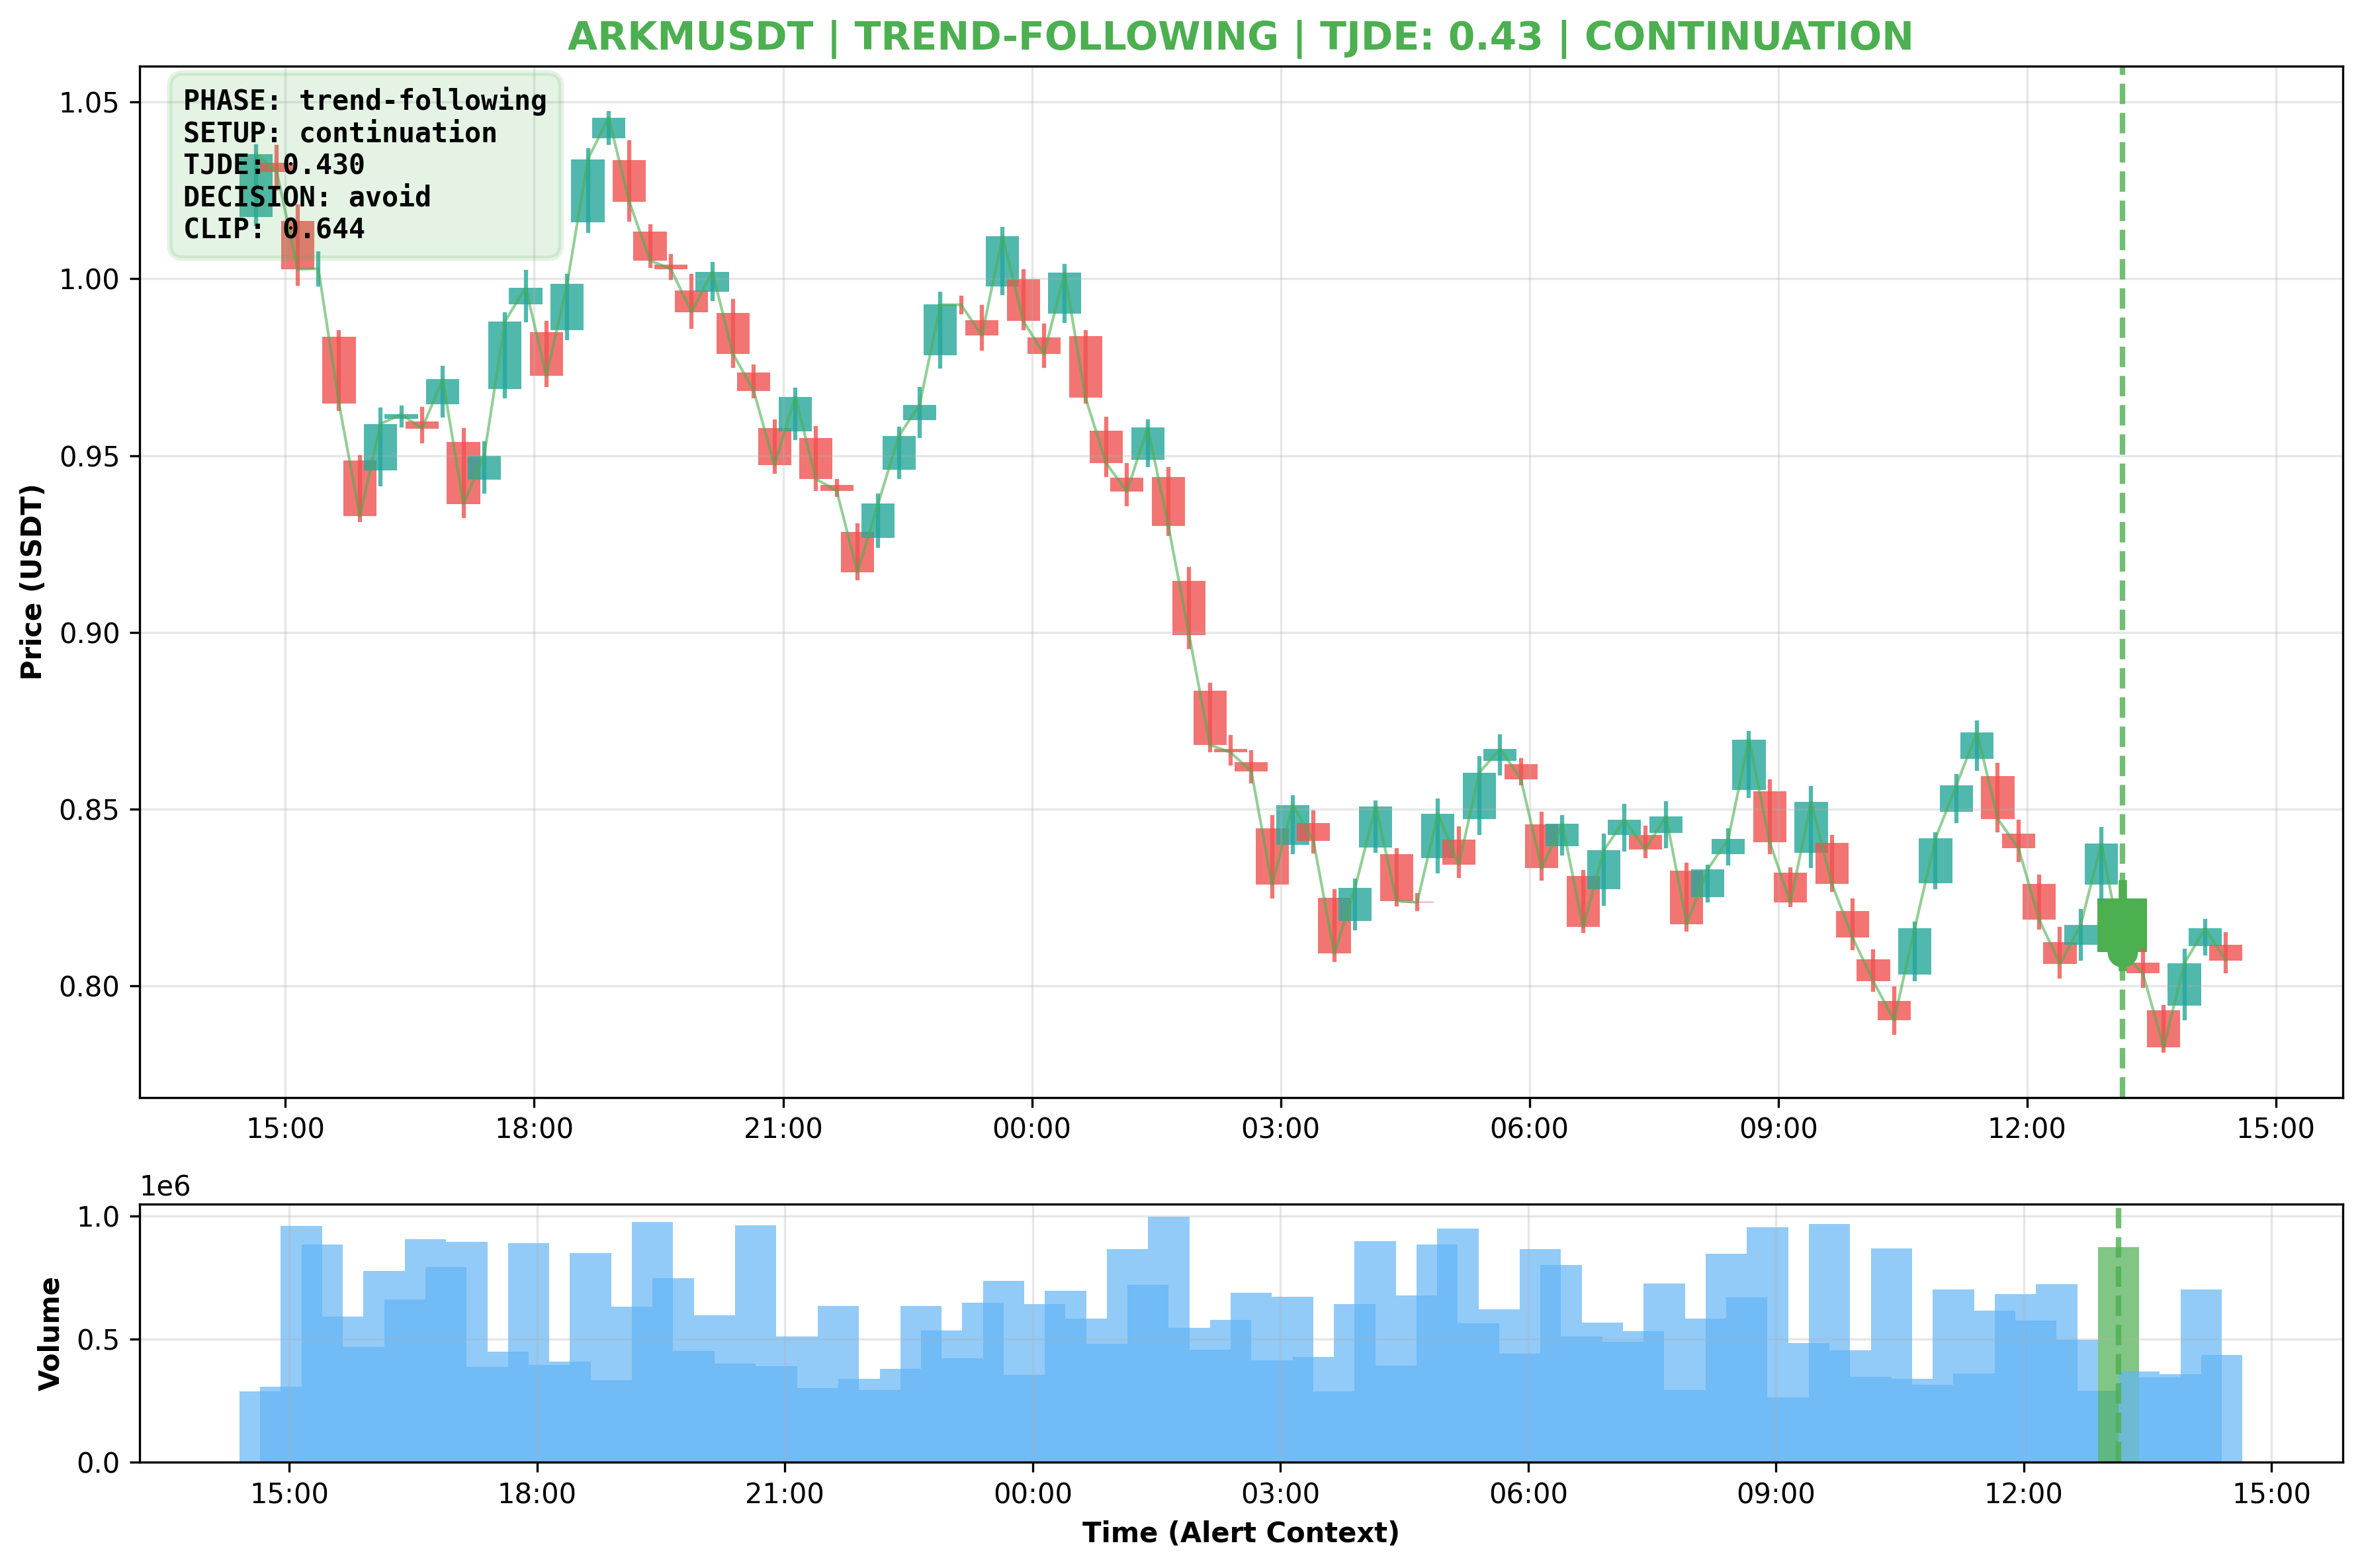 ARKMUSDT | TREND-FOLLOWING | TJDE: 0.43 | CONTINUATION
PHASE: trend-following
SETUP: continuation
TJDE: 0.430
DECISION: avoid
CLIP: 0.644
Price (USDT)
1.05
1.00
0.95
0.90
0.85
0.80
15:00 18:00 21:00 00:00 03:00 06:00 09:00 12:00 15:00
1e6
Volume
1.0
0.5
0.0
15:00 18:00 21:00 00:00 03:00 06:00 09:00 12:00 15:00
Time (Alert Context)